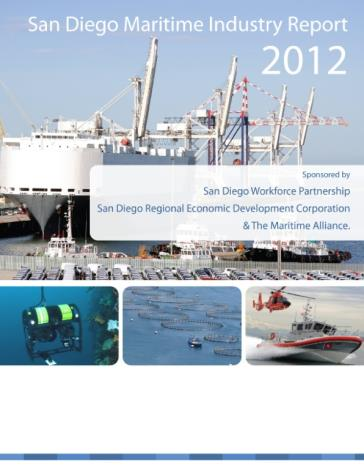 San Diego Maritime Industry Report
2012
Sponsored by
San Diego Workforce Partnership
San Diego Regional Economic Development Corporation
& The Maritime Alliance.